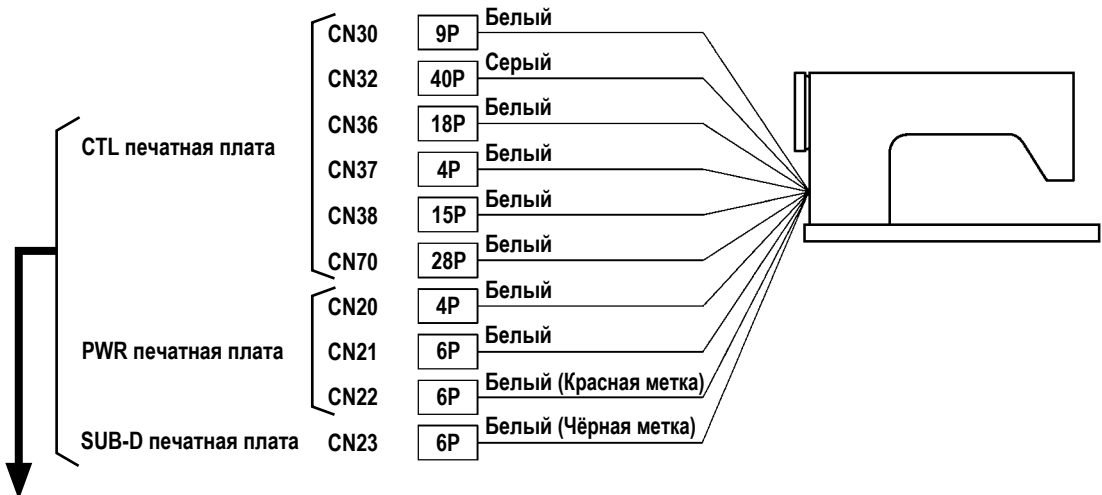 CN30 9P Белый
CN32 40P Серый
CN36 18P Белый
CTL печатная плата
CN37 4P Белый
CN38 15P Белый
CN70 28P Белый
CN20 4P Белый
PWR печатная плата CN21 6P Белый
CN22 6P Белый (Красная метка)
SUB-D печатная плата CN23 6P Белый (Чёрная метка)